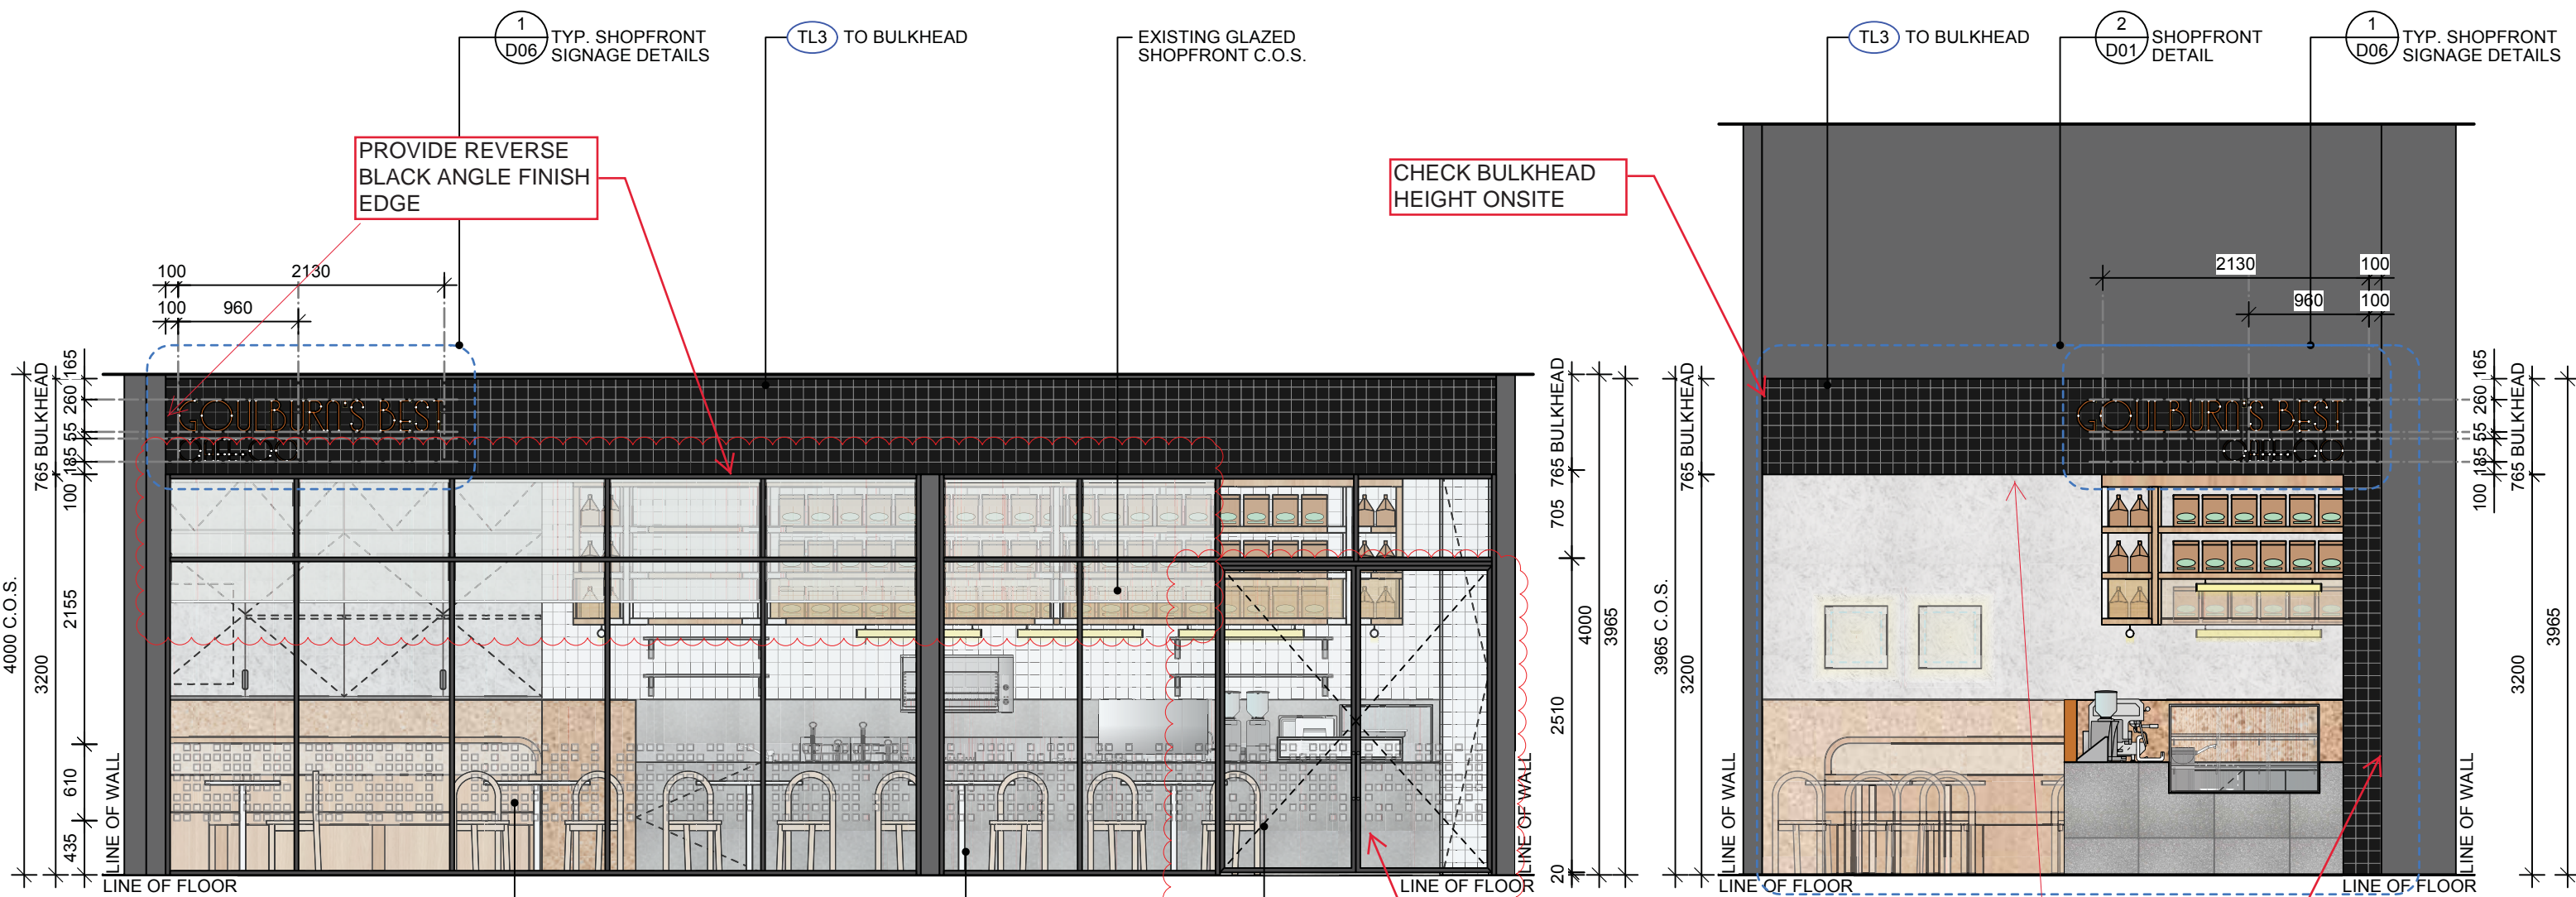 1
D06
TYP. SHOPFRONT
SIGNAGE DETAILS
TL3
TO BULKHEAD
EXISTING GLAZED
SHOPFRONT C.O.S.
PROVIDE REVERSE
BLACK ANGLE FINISH
EDGE
100
2130
100
960
165
260
55
185
100
765 BULKHEAD
2155
610
435
3200
4000 C.O.S.
GOULBURN'S BEST
LINE OF WALL
LINE OF FLOOR
765 BULKHEAD
705
2510
20
4000
3965
LINE OF WALL
LINE OF FLOOR
TL3
TO BULKHEAD
2
D01
SHOPFRONT
DETAIL
1
D06
TYP. SHOPFRONT
SIGNAGE DETAILS
CHECK BULKHEAD
HEIGHT ONSITE
2130
100
960
100
3965 C.O.S.
765 BULKHEAD
3200
GOULBURN'S BEST
165
260
55
185
100
765 BULKHEAD
3200
3965
LINE OF WALL
LINE OF FLOOR
LINE OF WALL
LINE OF FLOOR